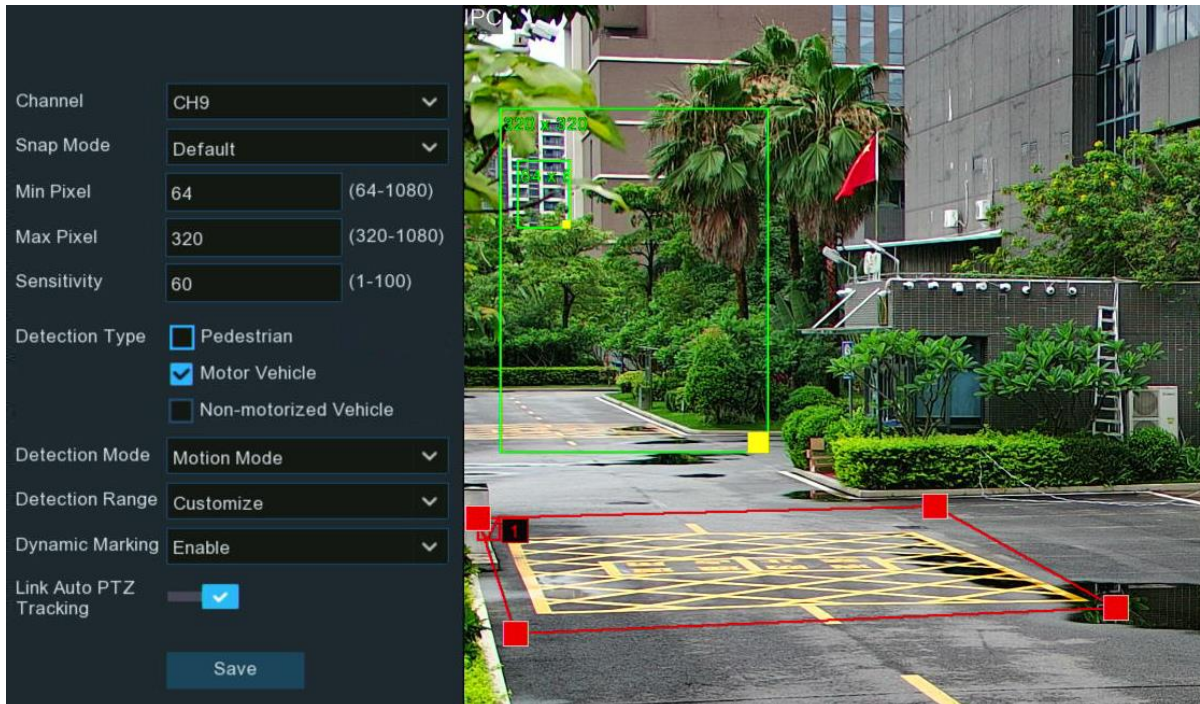 IPC
Channel CH9
Snap Mode Default
Min Pixel 64 (64-1080)
Max Pixel 320 (320-1080)
Sensitivity 60 (1-100)
Detection Type Pedestrian
Motor Vehicle
Non-motorized Vehicle
Detection Mode Motion Mode
Detection Range Customize
Dynamic Marking Enable
Link Auto PTZ
Tracking
Save
320 x 320
64 x 6
1